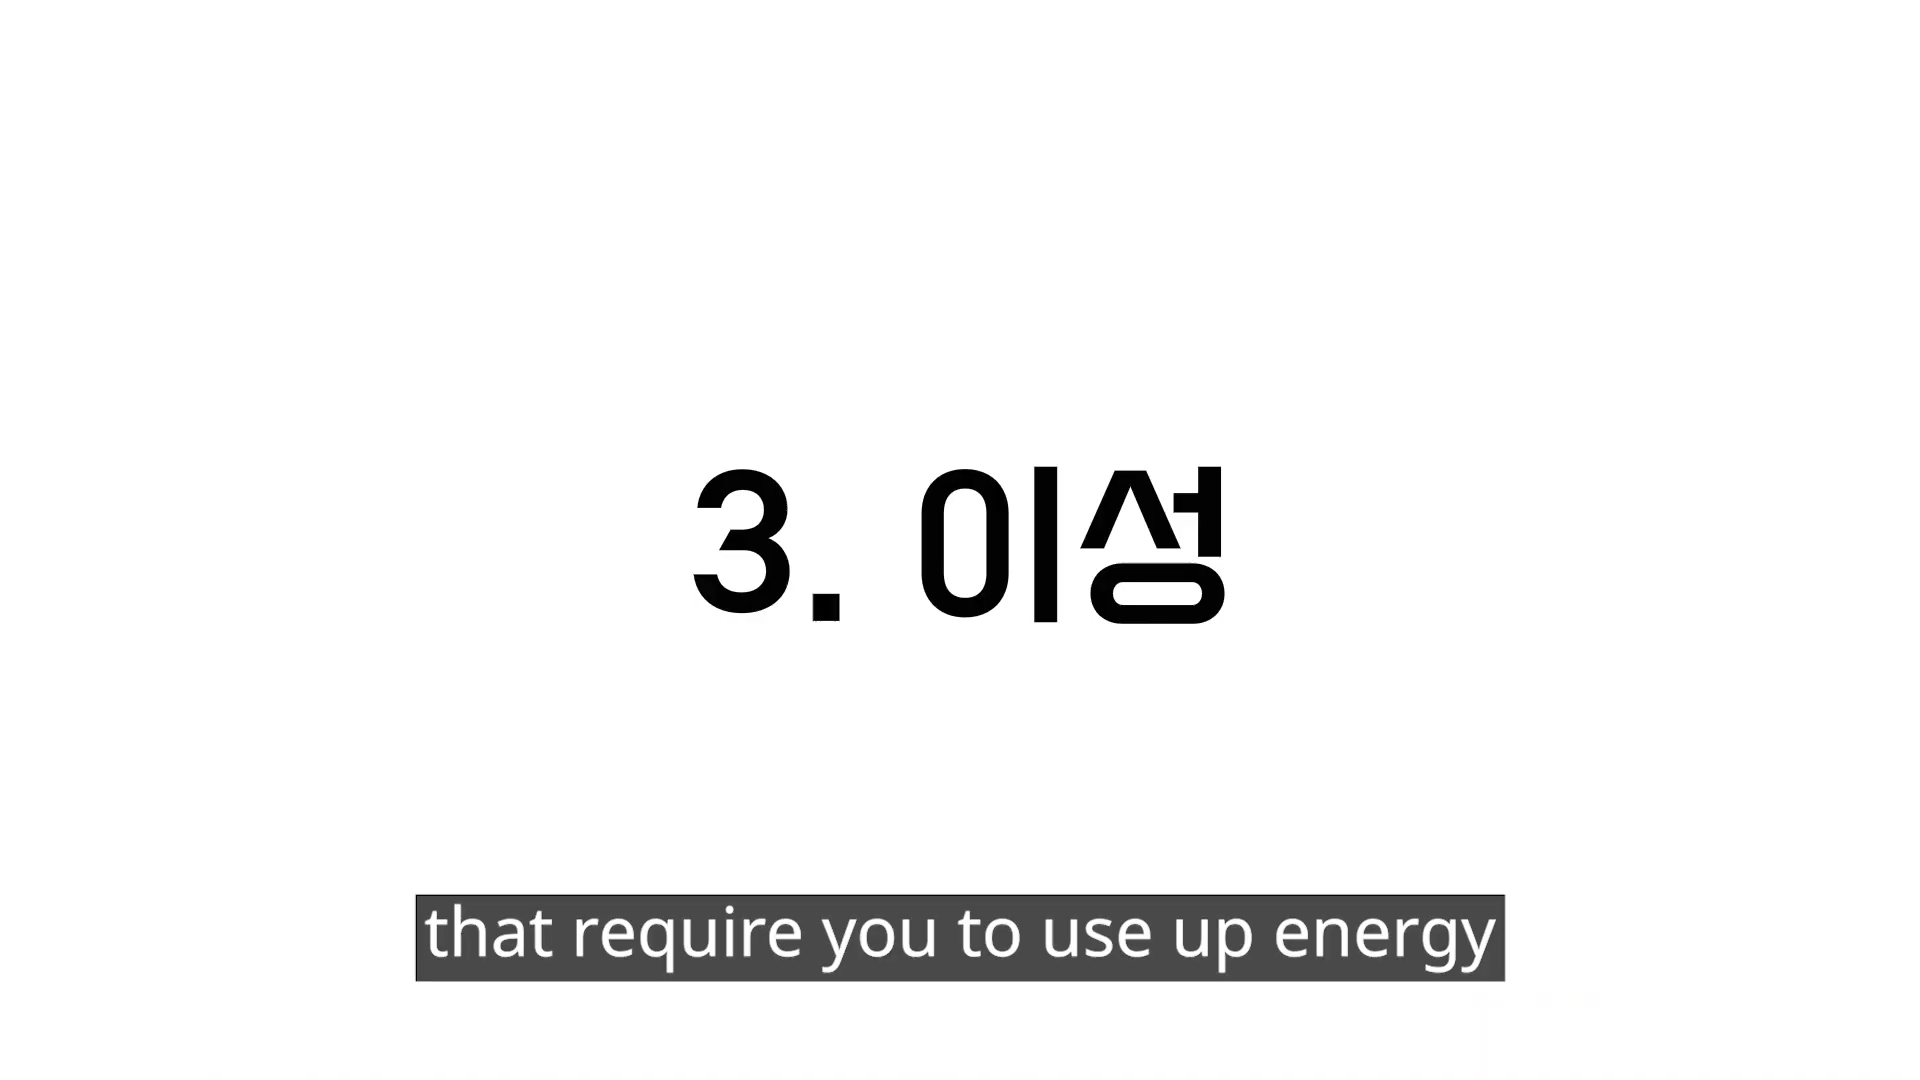 3. 이성
that require you to use up energy